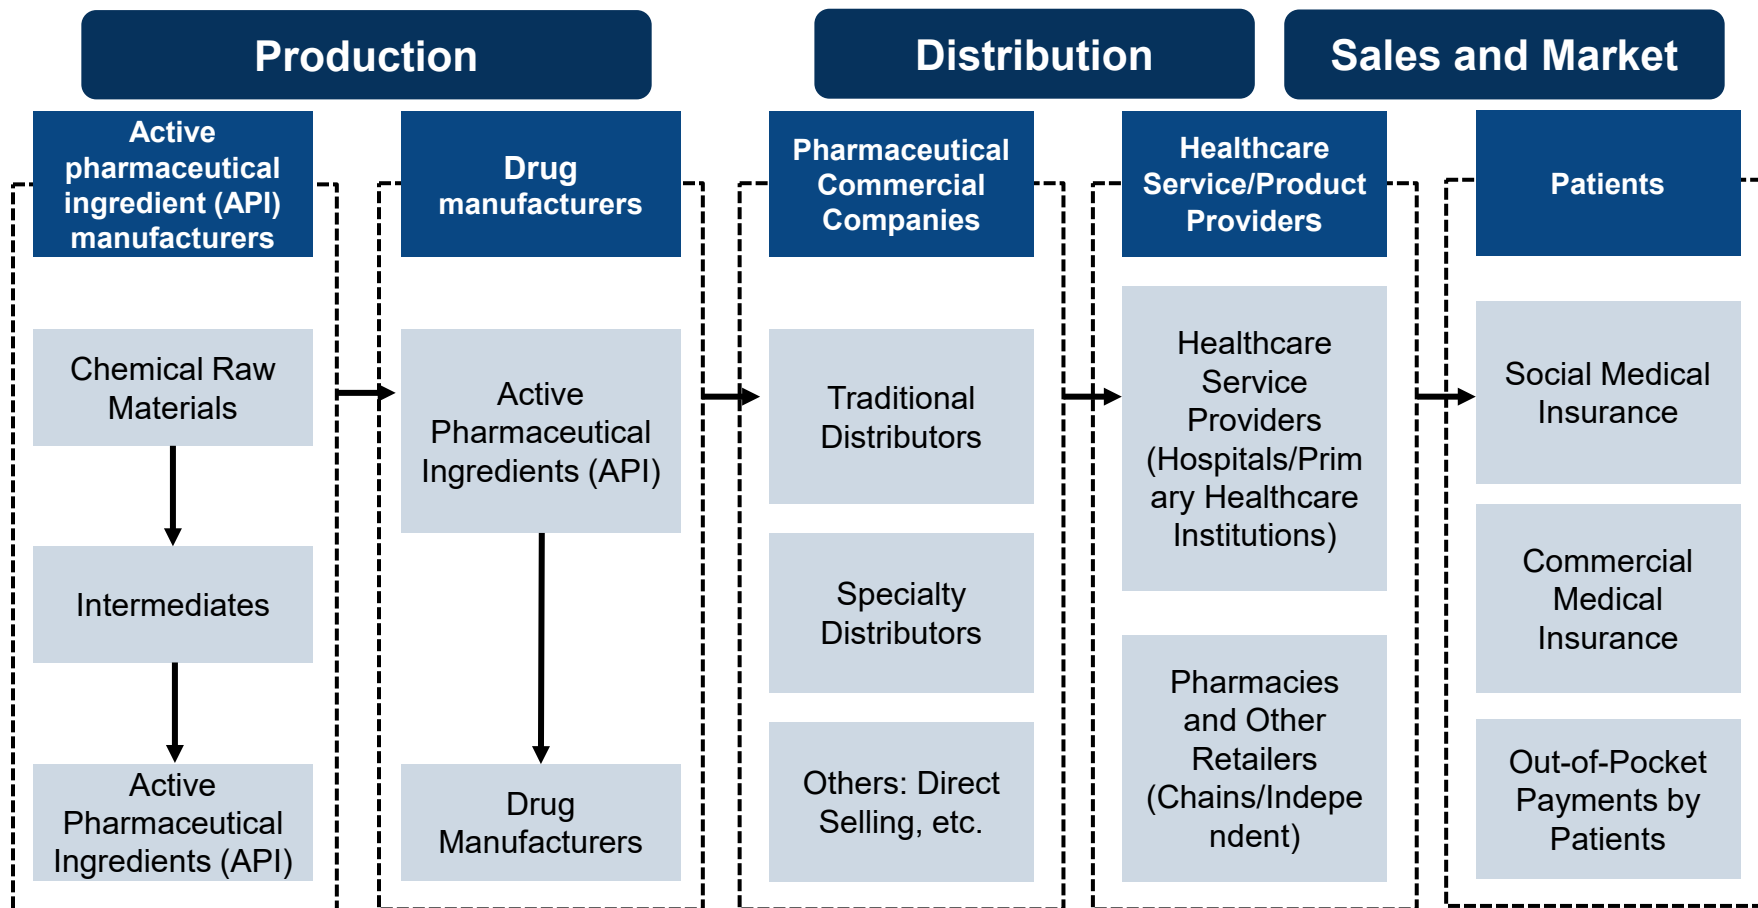 Production
Distribution
Sales and Market
Active
pharmaceutical
ingredient (API)
manufacturers
Drug
manufacturers
Pharmaceutical
Commercial
Companies
Healthcare
Service/Product
Providers
Patients
Chemical Raw
Materials
Intermediates
Active
Pharmaceutical
Ingredients (API)
Active
Pharmaceutical
Ingredients (API)
Drug
Manufacturers
Traditional
Distributors
Specialty
Distributors
Others: Direct
Selling, etc.
Healthcare
Service
Providers
(Hospitals/Prim
ary Healthcare
Institutions)
Pharmacies
and Other
Retailers
(Chains/Indepe
ndent)
Social Medical
Insurance
Commercial
Medical
Insurance
Out-of-Pocket
Payments by
Patients